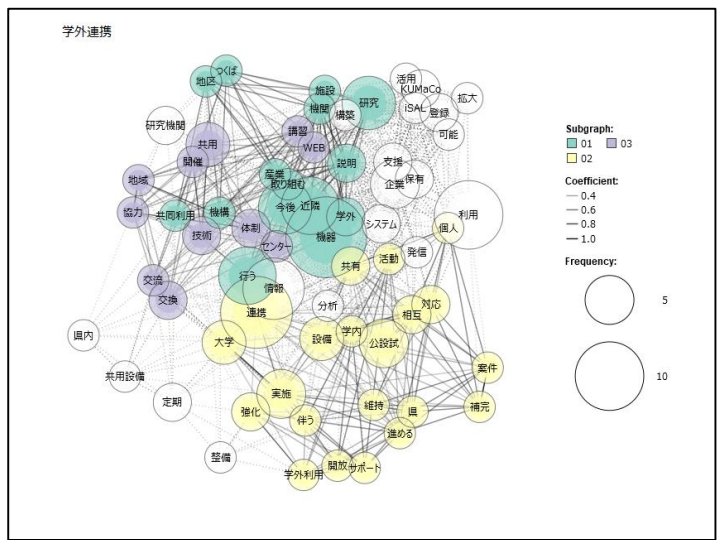 学外連携
つくば
地区
施設
研究
活用
KUMaCo
機関
構築
iSAL
登録
拡大
研究機関
講習
可能
共用
WEB
開催
説明
支援
産業
取り組む
企業
保有
地域
協力
共同利用
機構
今後
近隣
学外
利用
体制
システム
個人
技術
機器
センター
発信
共有
活動
交流
行う
情報
交換
分析
対応
連携
相互
県内
大学
設備
学内
公設試
共用設備
案件
定期
実施
維持
県
補完
強化
伴う
進める
整備
学外利用
開放
サポート
Subgraph:
01 03
02
Coefficient:
0.4
0.6
0.8
1.0
Frequency:
5
10